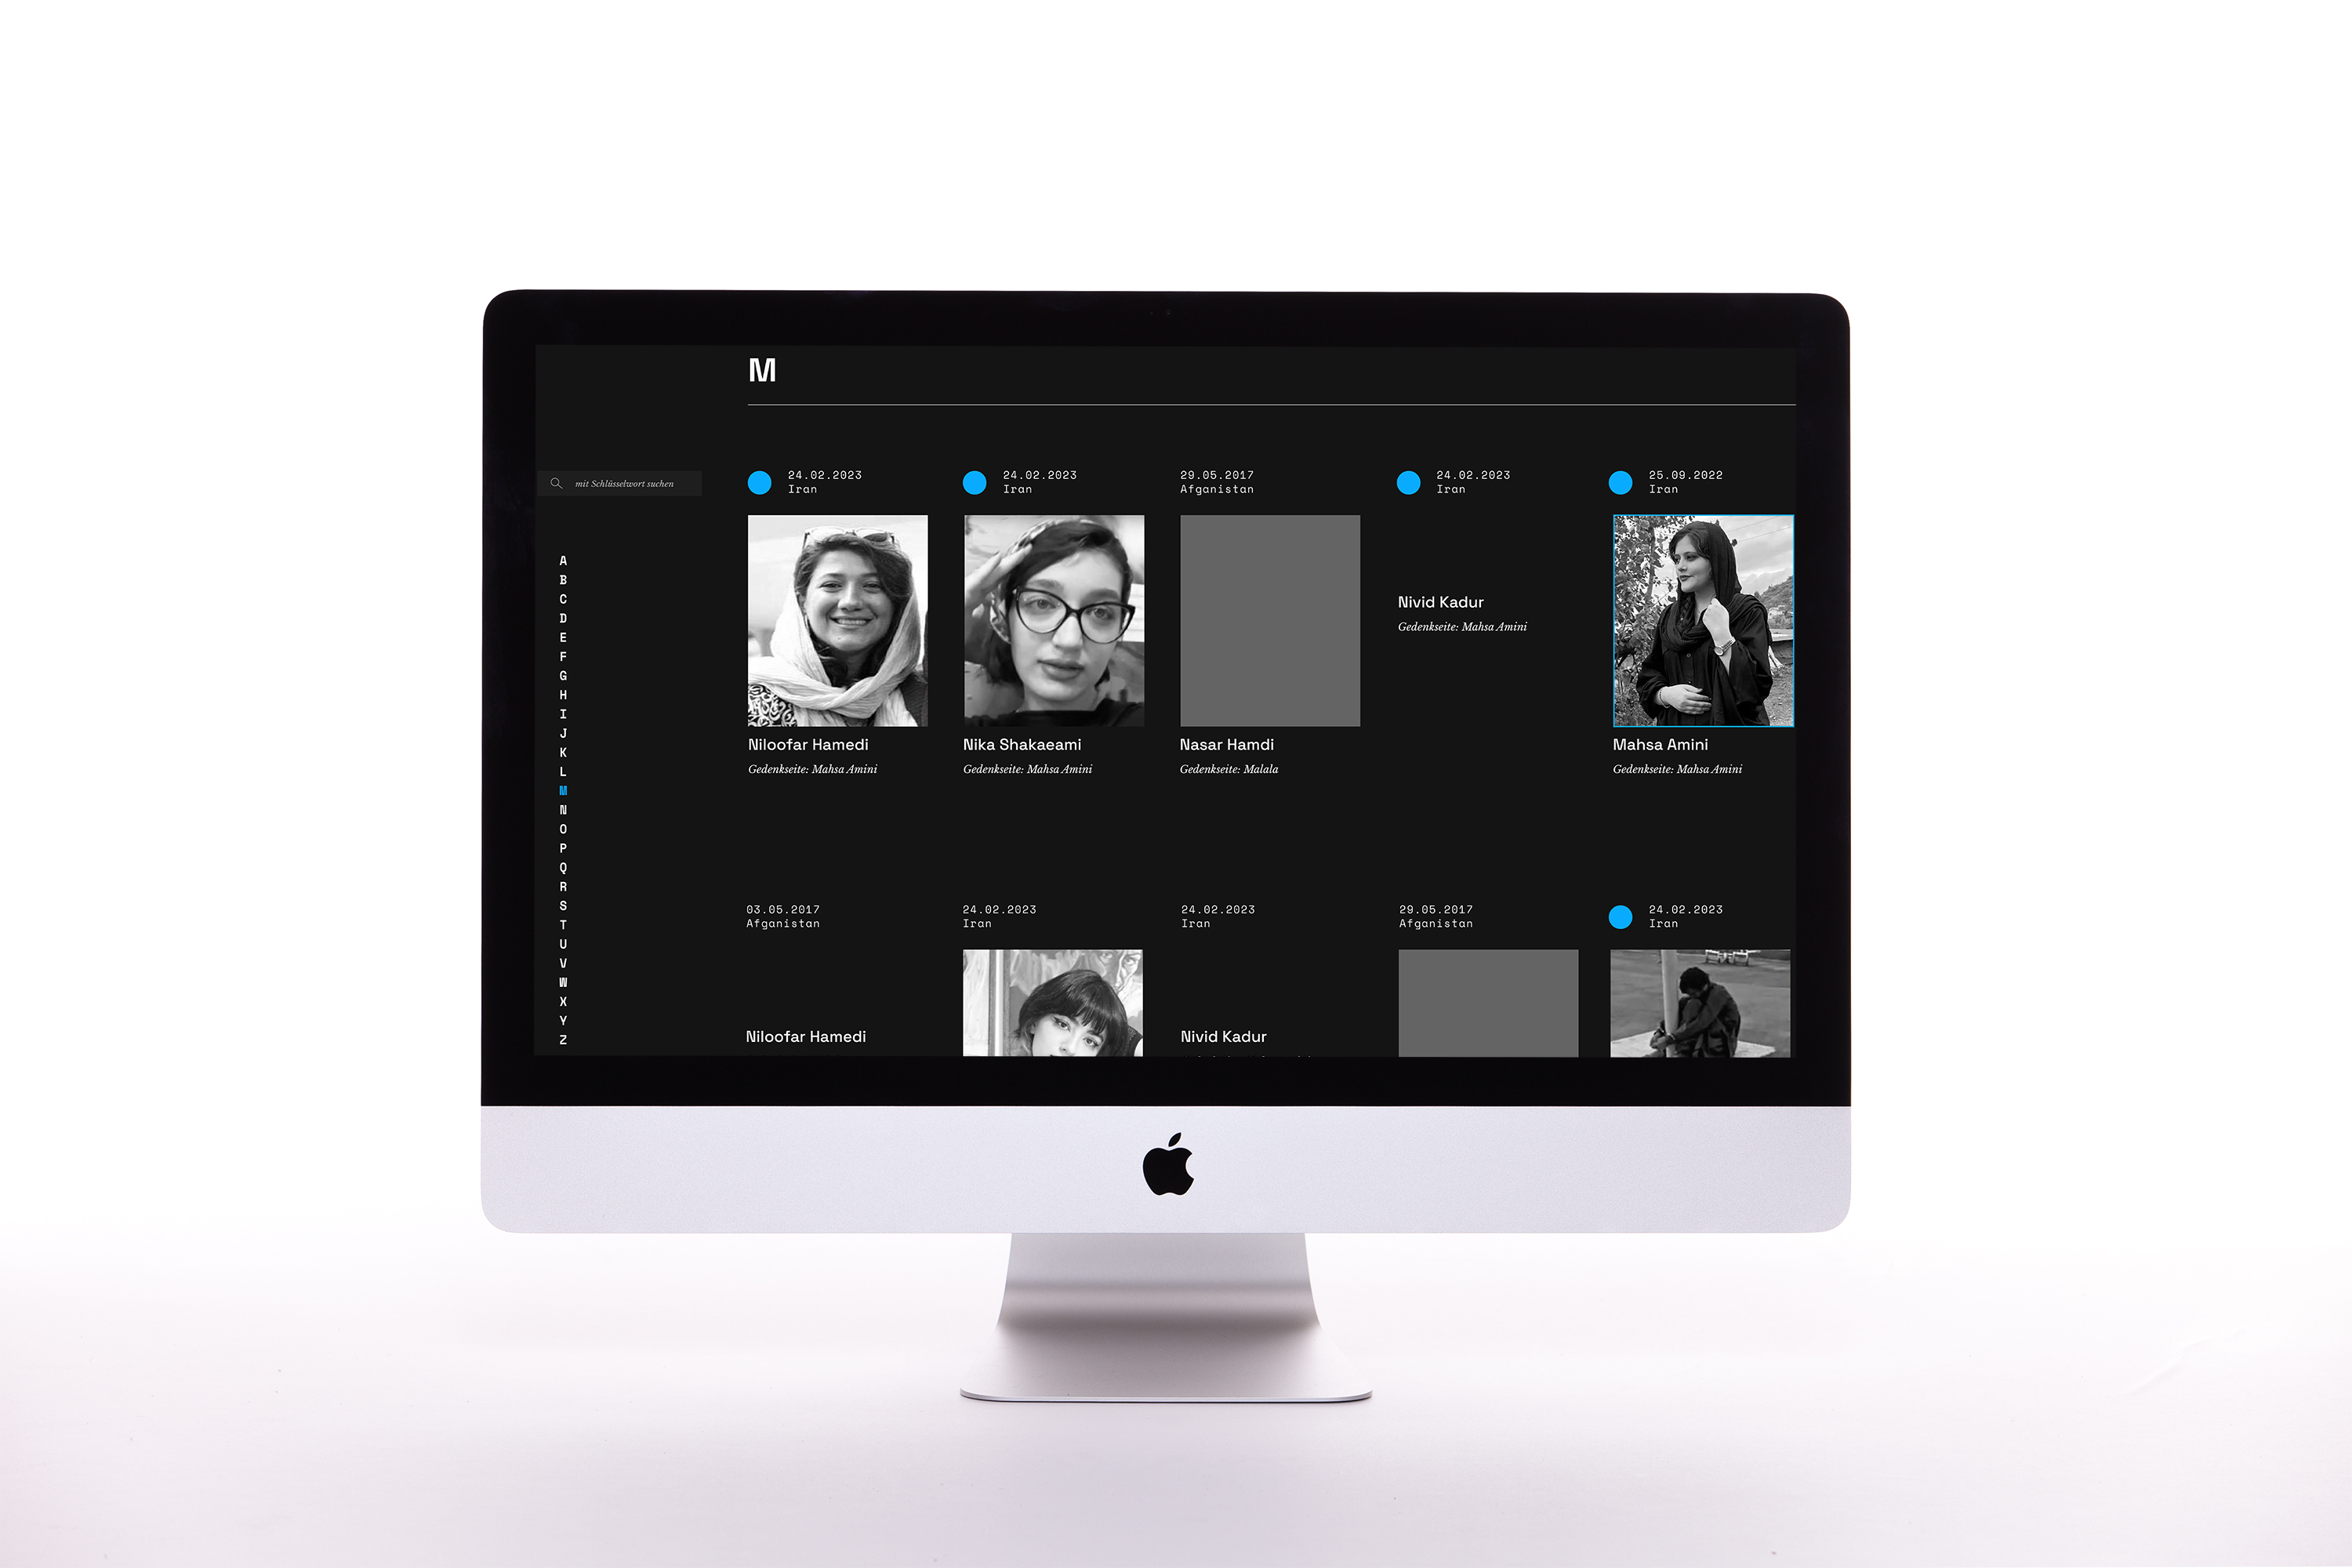 M
mit Schlüsselwort suchen
A
B
C
D
E
F
G
H
I
J
K
L
M
N
O
P
Q
R
S
T
U
V
W
X
Y
Z
24.02.2023
Iran
Niloofar Hamedi
Gedenkseite: Mahsa Amini
24.02.2023
Iran
Nika Shakaeami
Gedenkseite: Mahsa Amini
29.05.2017
Afganistan
Nasar Hamdi
Gedenkseite: Malala
24.02.2023
Iran
Nivid Kadur
Gedenkseite: Mahsa Amini
25.09.2022
Iran
Mahsa Amini
Gedenkseite: Mahsa Amini
03.05.2017
Afganistan
Niloofar Hamedi
24.02.2023
Iran
24.02.2023
Iran
Nivid Kadur
29.05.2017
Afganistan
24.02.2023
Iran